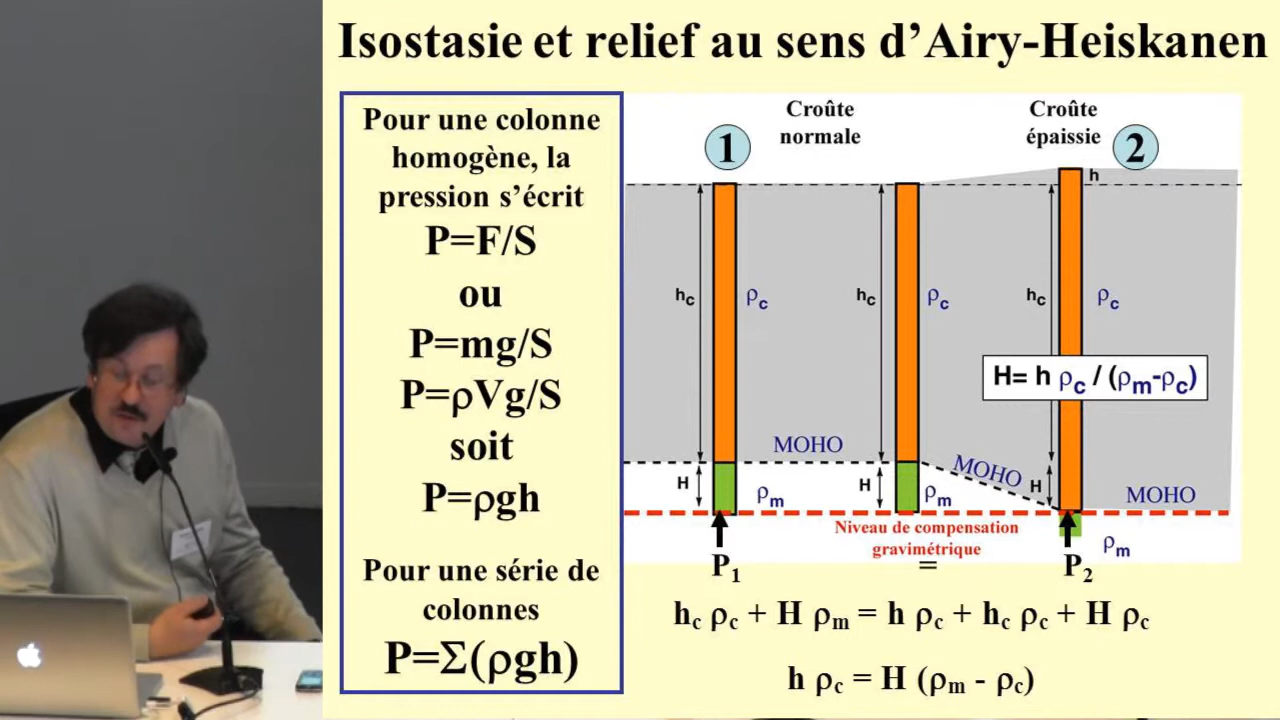 Isostasie et relief au sens d’Airy-Heiskanen
Pour une colonne
homogène, la
pression s’écrit
P=F/S
ou
P=mg/S
P=ρVg/S
soit
P=ρgh
Pour une série de
colonnes
P=Σ(ρgh)
Croûte
normale
Croûte
épaissie
1
2
h
hc ρc
hc ρc
hc ρc
H= h ρc / (ρm-ρc)
MOHO
MOHO
MOHO
H ρm
H ρm
H
ρm
Niveau de compensation
gravimétrique
P1 = P2
hc ρc + H ρm = h ρc + hc ρc + H ρc
h ρc = H (ρm - ρc)